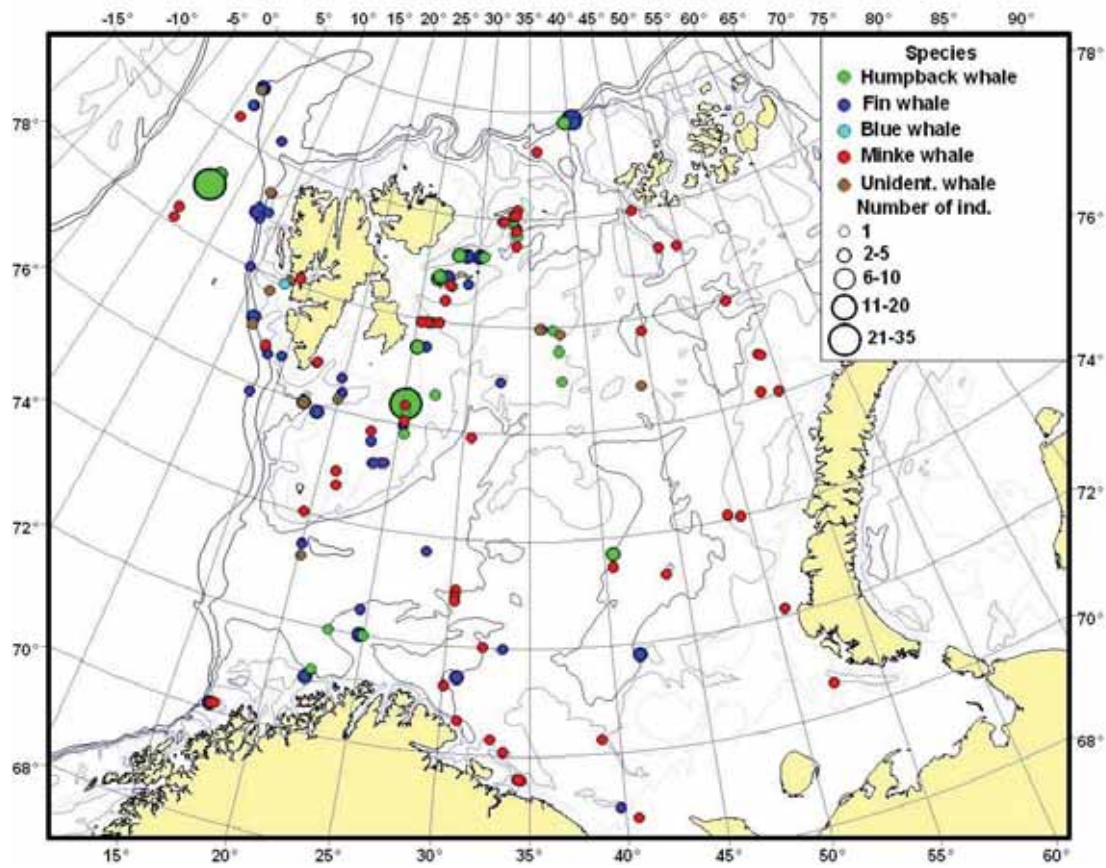 -15° -10° -5° 0° 5° 10° 15° 20° 25° 30° 35° 40° 45° 50° 55° 60° 65° 70° 75° 80° 85° 90°
78° 78°
Species
Humpback whale
Fin whale
Blue whale
Minke whale
Unident. whale
Number of ind.
1
2-5
6-10
11-20
21-35
76° 76°
74° 74°
72° 72°
70° 70°
68° 68°
15° 20° 25° 30° 35° 40° 45° 50° 55° 60°